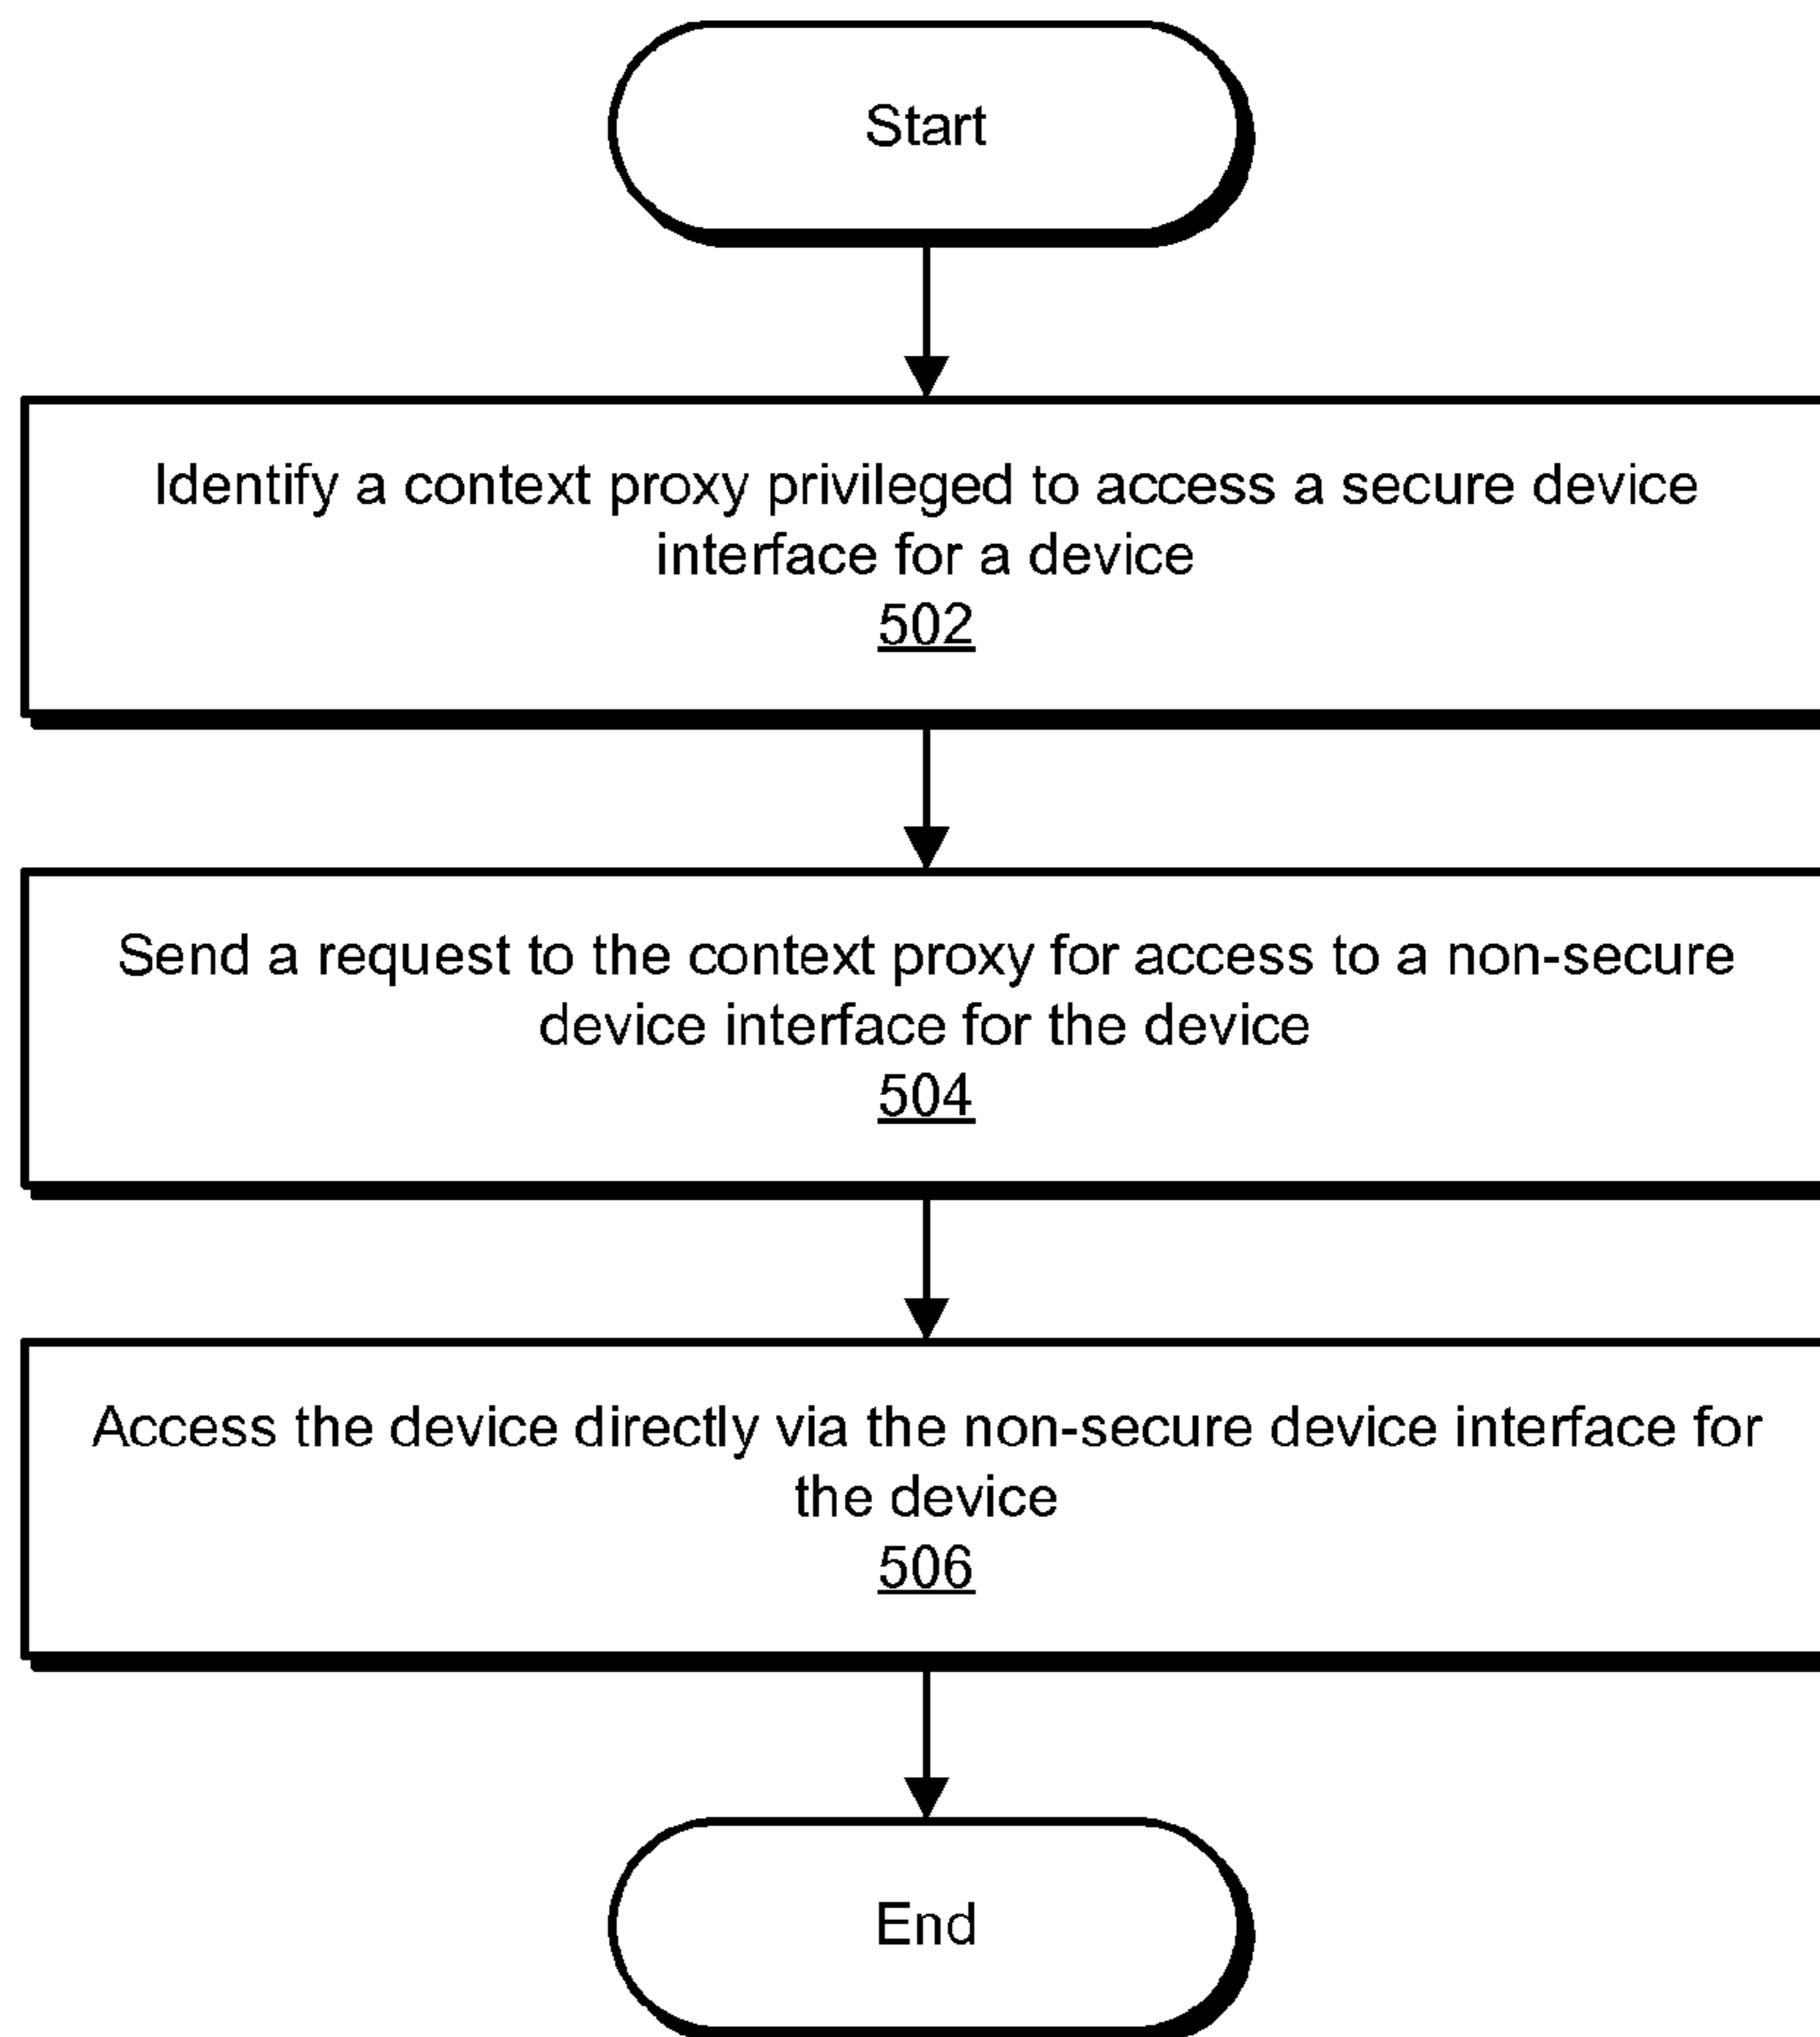 Start
Identify a context proxy privileged to access a secure device
interface for a device
502
Send a request to the context proxy for access to a non-secure
device interface for the device
504
Access the device directly via the non-secure device interface for
the device
506
End